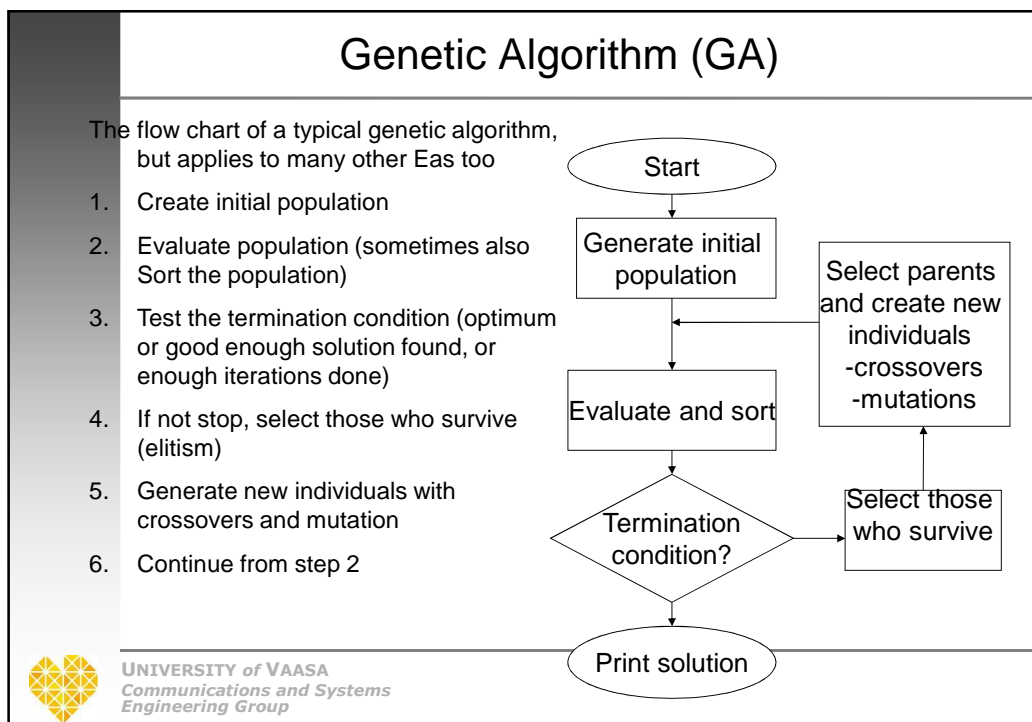 Genetic Algorithm (GA)
The flow chart of a typical genetic algorithm,
but applies to many other Eas too
1. Create initial population
2. Evaluate population (sometimes also
Sort the population)
3. Test the termination condition (optimum
or good enough solution found, or
enough iterations done)
4. If not stop, select those who survive
(elitism)
5. Generate new individuals with
crossovers and mutation
6. Continue from step 2
Start
Generate initial
population
Evaluate and sort
Termination
condition?
Print solution
Select those
who survive
Select parents
and create new
individuals
-crossovers
-mutations
UNIVERSITY of VAASA
Communications and Systems
Engineering Group